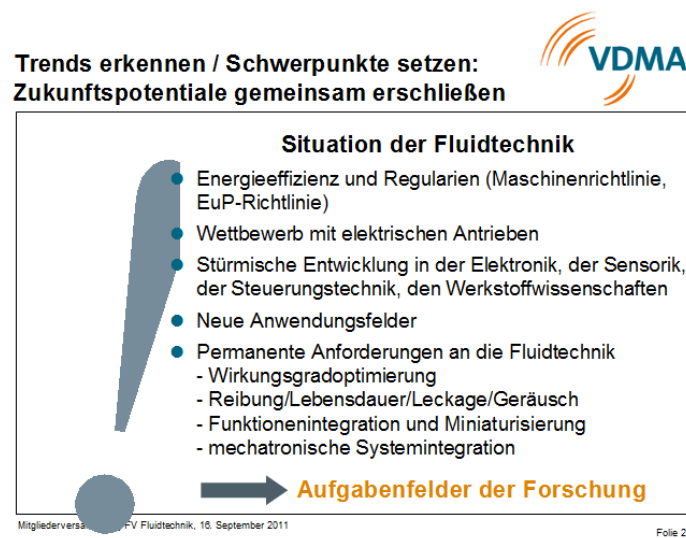 VDMA
Trends erkennen / Schwerpunkte setzen:
Zukunftspotentiale gemeinsam erschließen
Situation der Fluidtechnik
Energieeffizienz und Regularien (Maschinenrichtlinie,
EuP-Richtlinie)
Wettbewerb mit elektrischen Antrieben
Stürmische Entwicklung in der Elektronik, der Sensorik,
der Steuerungstechnik, den Werkstoffwissenschaften
Neue Anwendungsfelder
Permanente Anforderungen an die Fluidtechnik
- Wirkungsgradoptimierung
- Reibung/Lebensdauer/Leckage/Geräusch
- Funktionenintegration und Miniaturisierung
- mechatronische Systemintegration
Aufgabenfelder der Forschung
FV Fluidtechnik, 16. September 2011
Folie 2